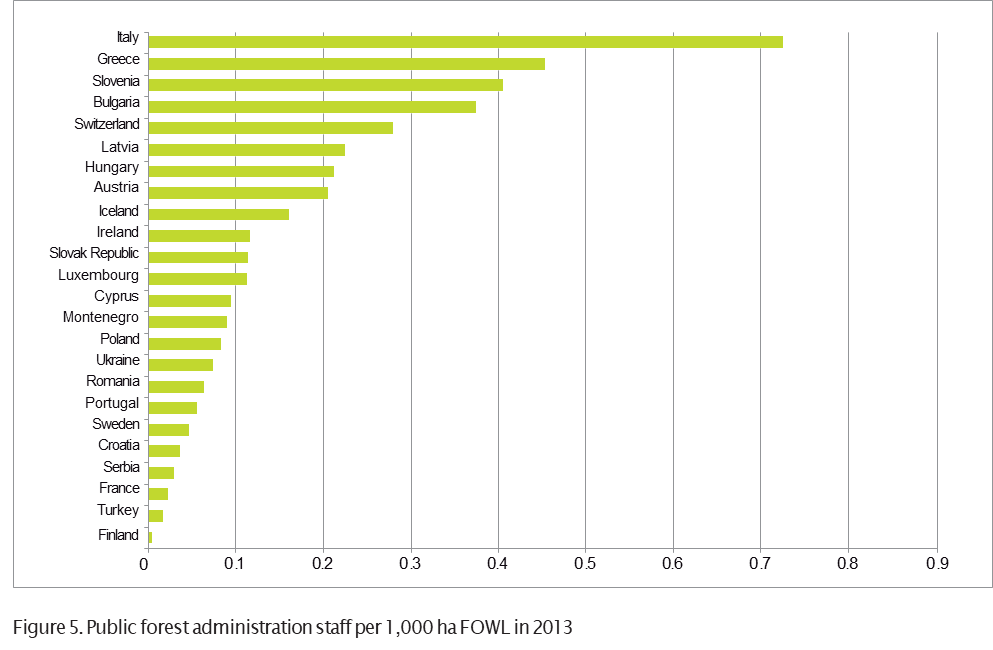 Italy
Greece
Slovenia
Bulgaria
Switzerland
Latvia
Hungary
Austria
Iceland
Ireland
Slovak Republic
Luxembourg
Cyprus
Montenegro
Poland
Ukraine
Romania
Portugal
Sweden
Croatia
Serbia
France
Turkey
Finland
0 0.1 0.2 0.3 0.4 0.5 0.6 0.7 0.8 0.9
Figure 5. Public forest administration staff per 1,000 ha FOWL in 2013